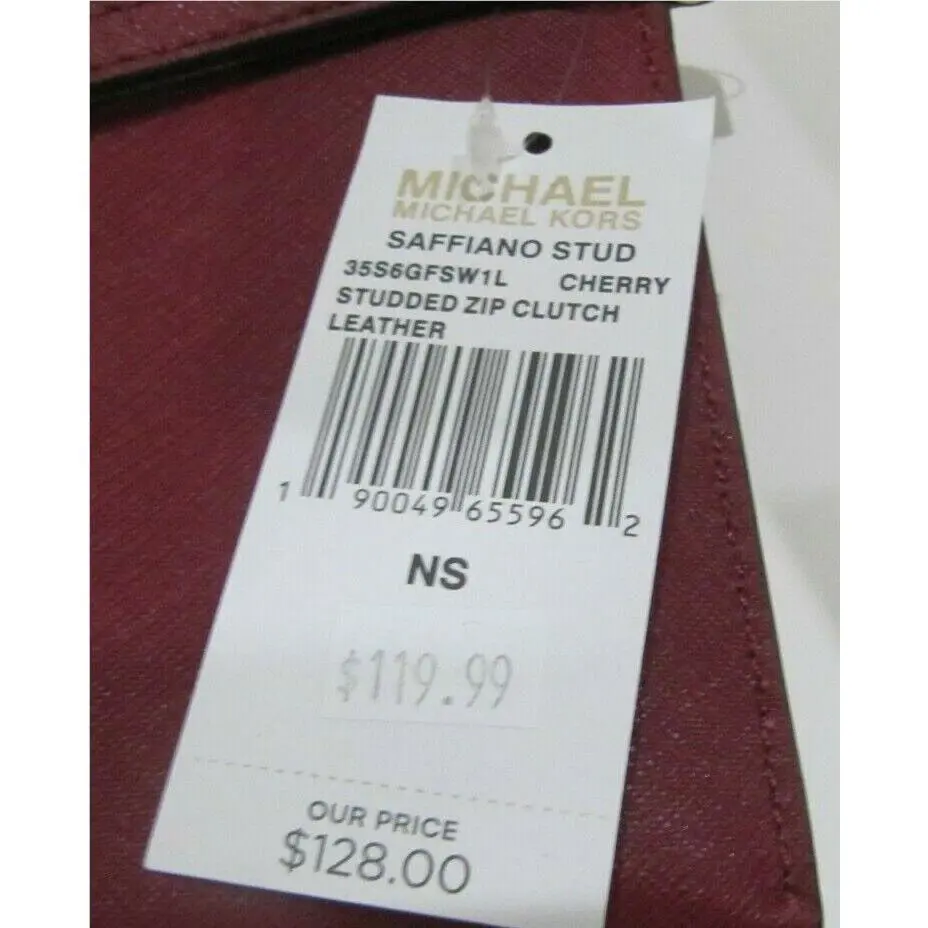 MICHAEL
MICHAEL KORS
SAFFIANO STUD
35S6GFSW1L CHERRY
STUDDED ZIP CLUTCH
LEATHER
1 90049 65596 2
NS
$119.99
OUR PRICE
$128.00